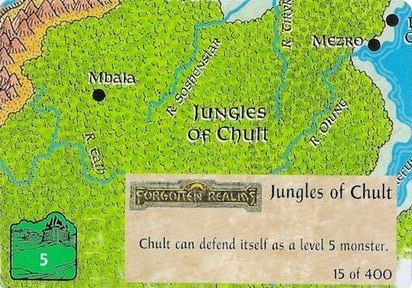 Mezro
Mbala
R. Soshenstar
Jungles
of Chult
R. Olung
R. Tath
Forgotten Realms
Jungles of Chult
Chult can defend itself as a level 5 monster.
5
15 of 400